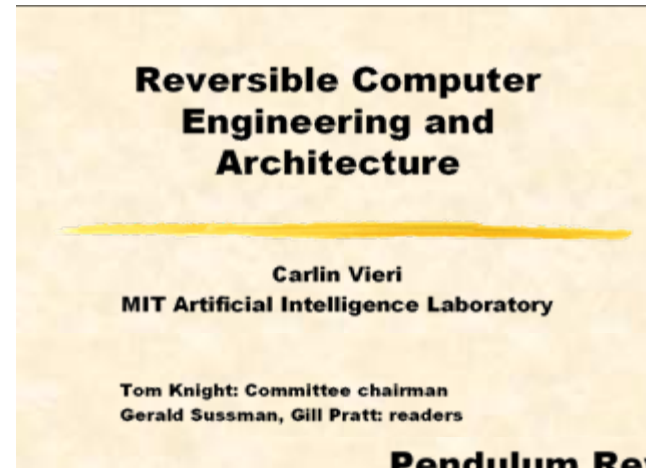 Reversible Computer
Engineering and
Architecture
Carlin Vieri
MIT Artificial Intelligence Laboratory
Tom Knight: Committee chairman
Gerald Sussman, Gill Pratt: readers
Pendulum